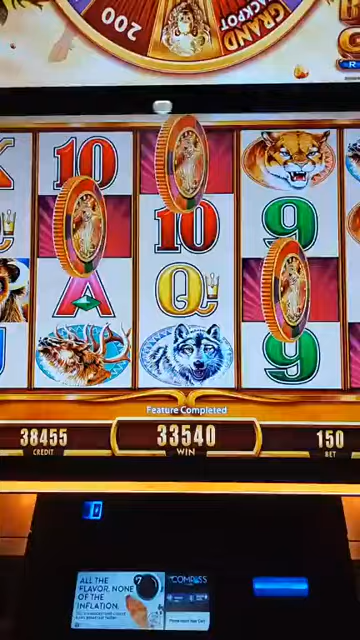 200
GRAND
JACKPOT
10
10
9
Q
A
9
Feature Completed
38455
33540
150
CREDIT
WIN
BET
ALL THE
FLAVOR. NONE
OF THE
INFLATION.
COMPASS